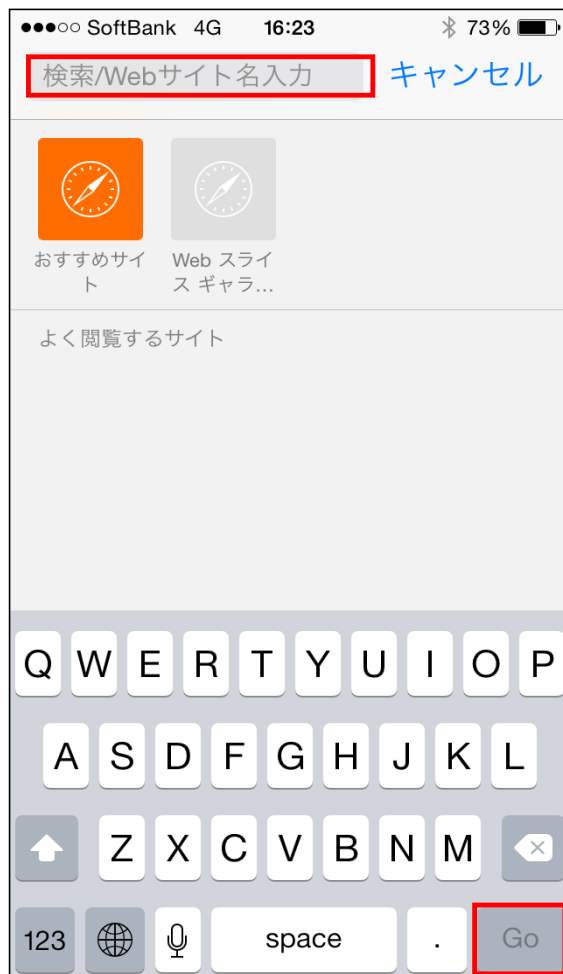 SoftBank 4G 16:23 73%
検索/Webサイト名入力 キャンセル
おすすめサイ
ト
Web スライ
ス ギャラ...
よく閲覧するサイト
Q W E R T Y U I O P
A S D F G H J K L
Z X C V B N M
123 space . Go